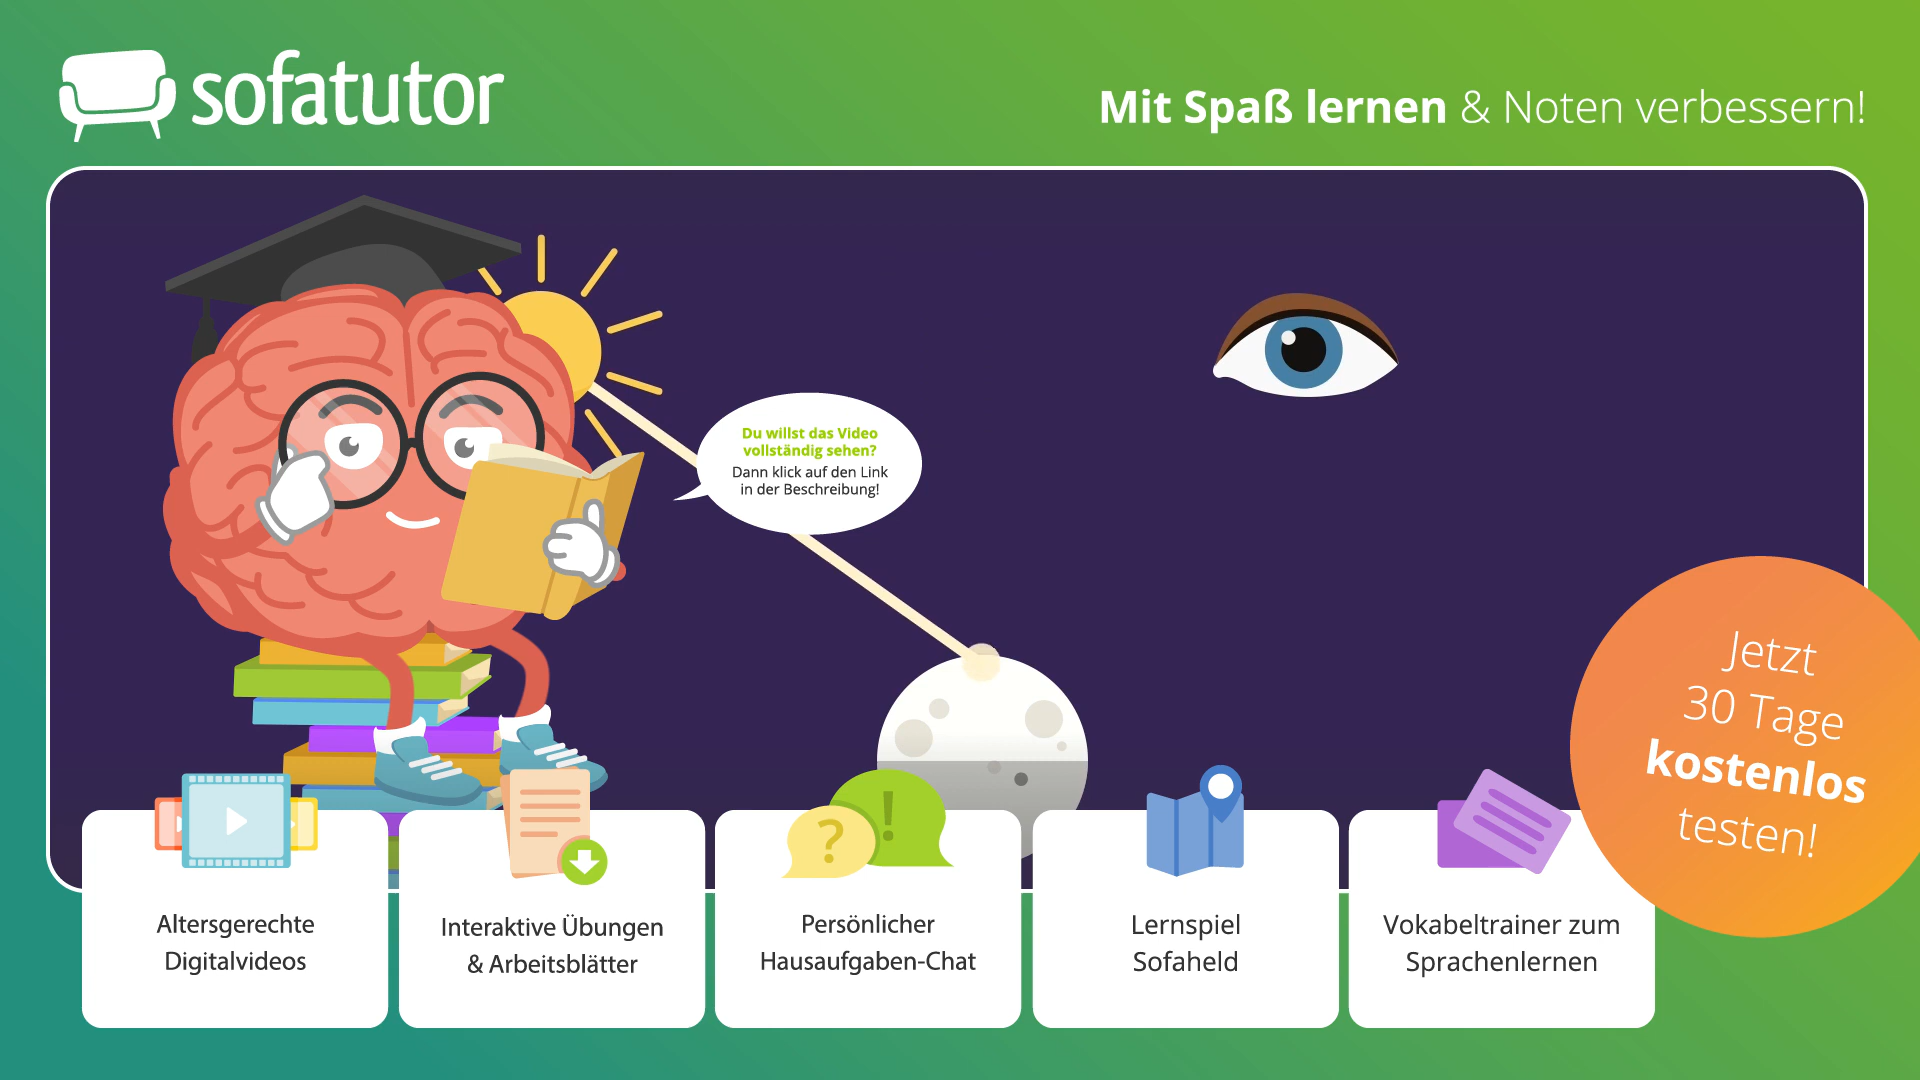 sofatutor
Mit Spaß lernen & Noten verbessern!
Du willst das Video
vollständig sehen?
Dann klick auf den Link
in der Beschreibung!
Jetzt
30 Tage
kostenlos
testen!
?
!
Altersgerechte
Digitalvideos
Interaktive Übungen
& Arbeitsblätter
Persönlicher
Hausaufgaben-Chat
Lernspiel
Sofaheld
Vokabeltrainer zum
Sprachenlernen